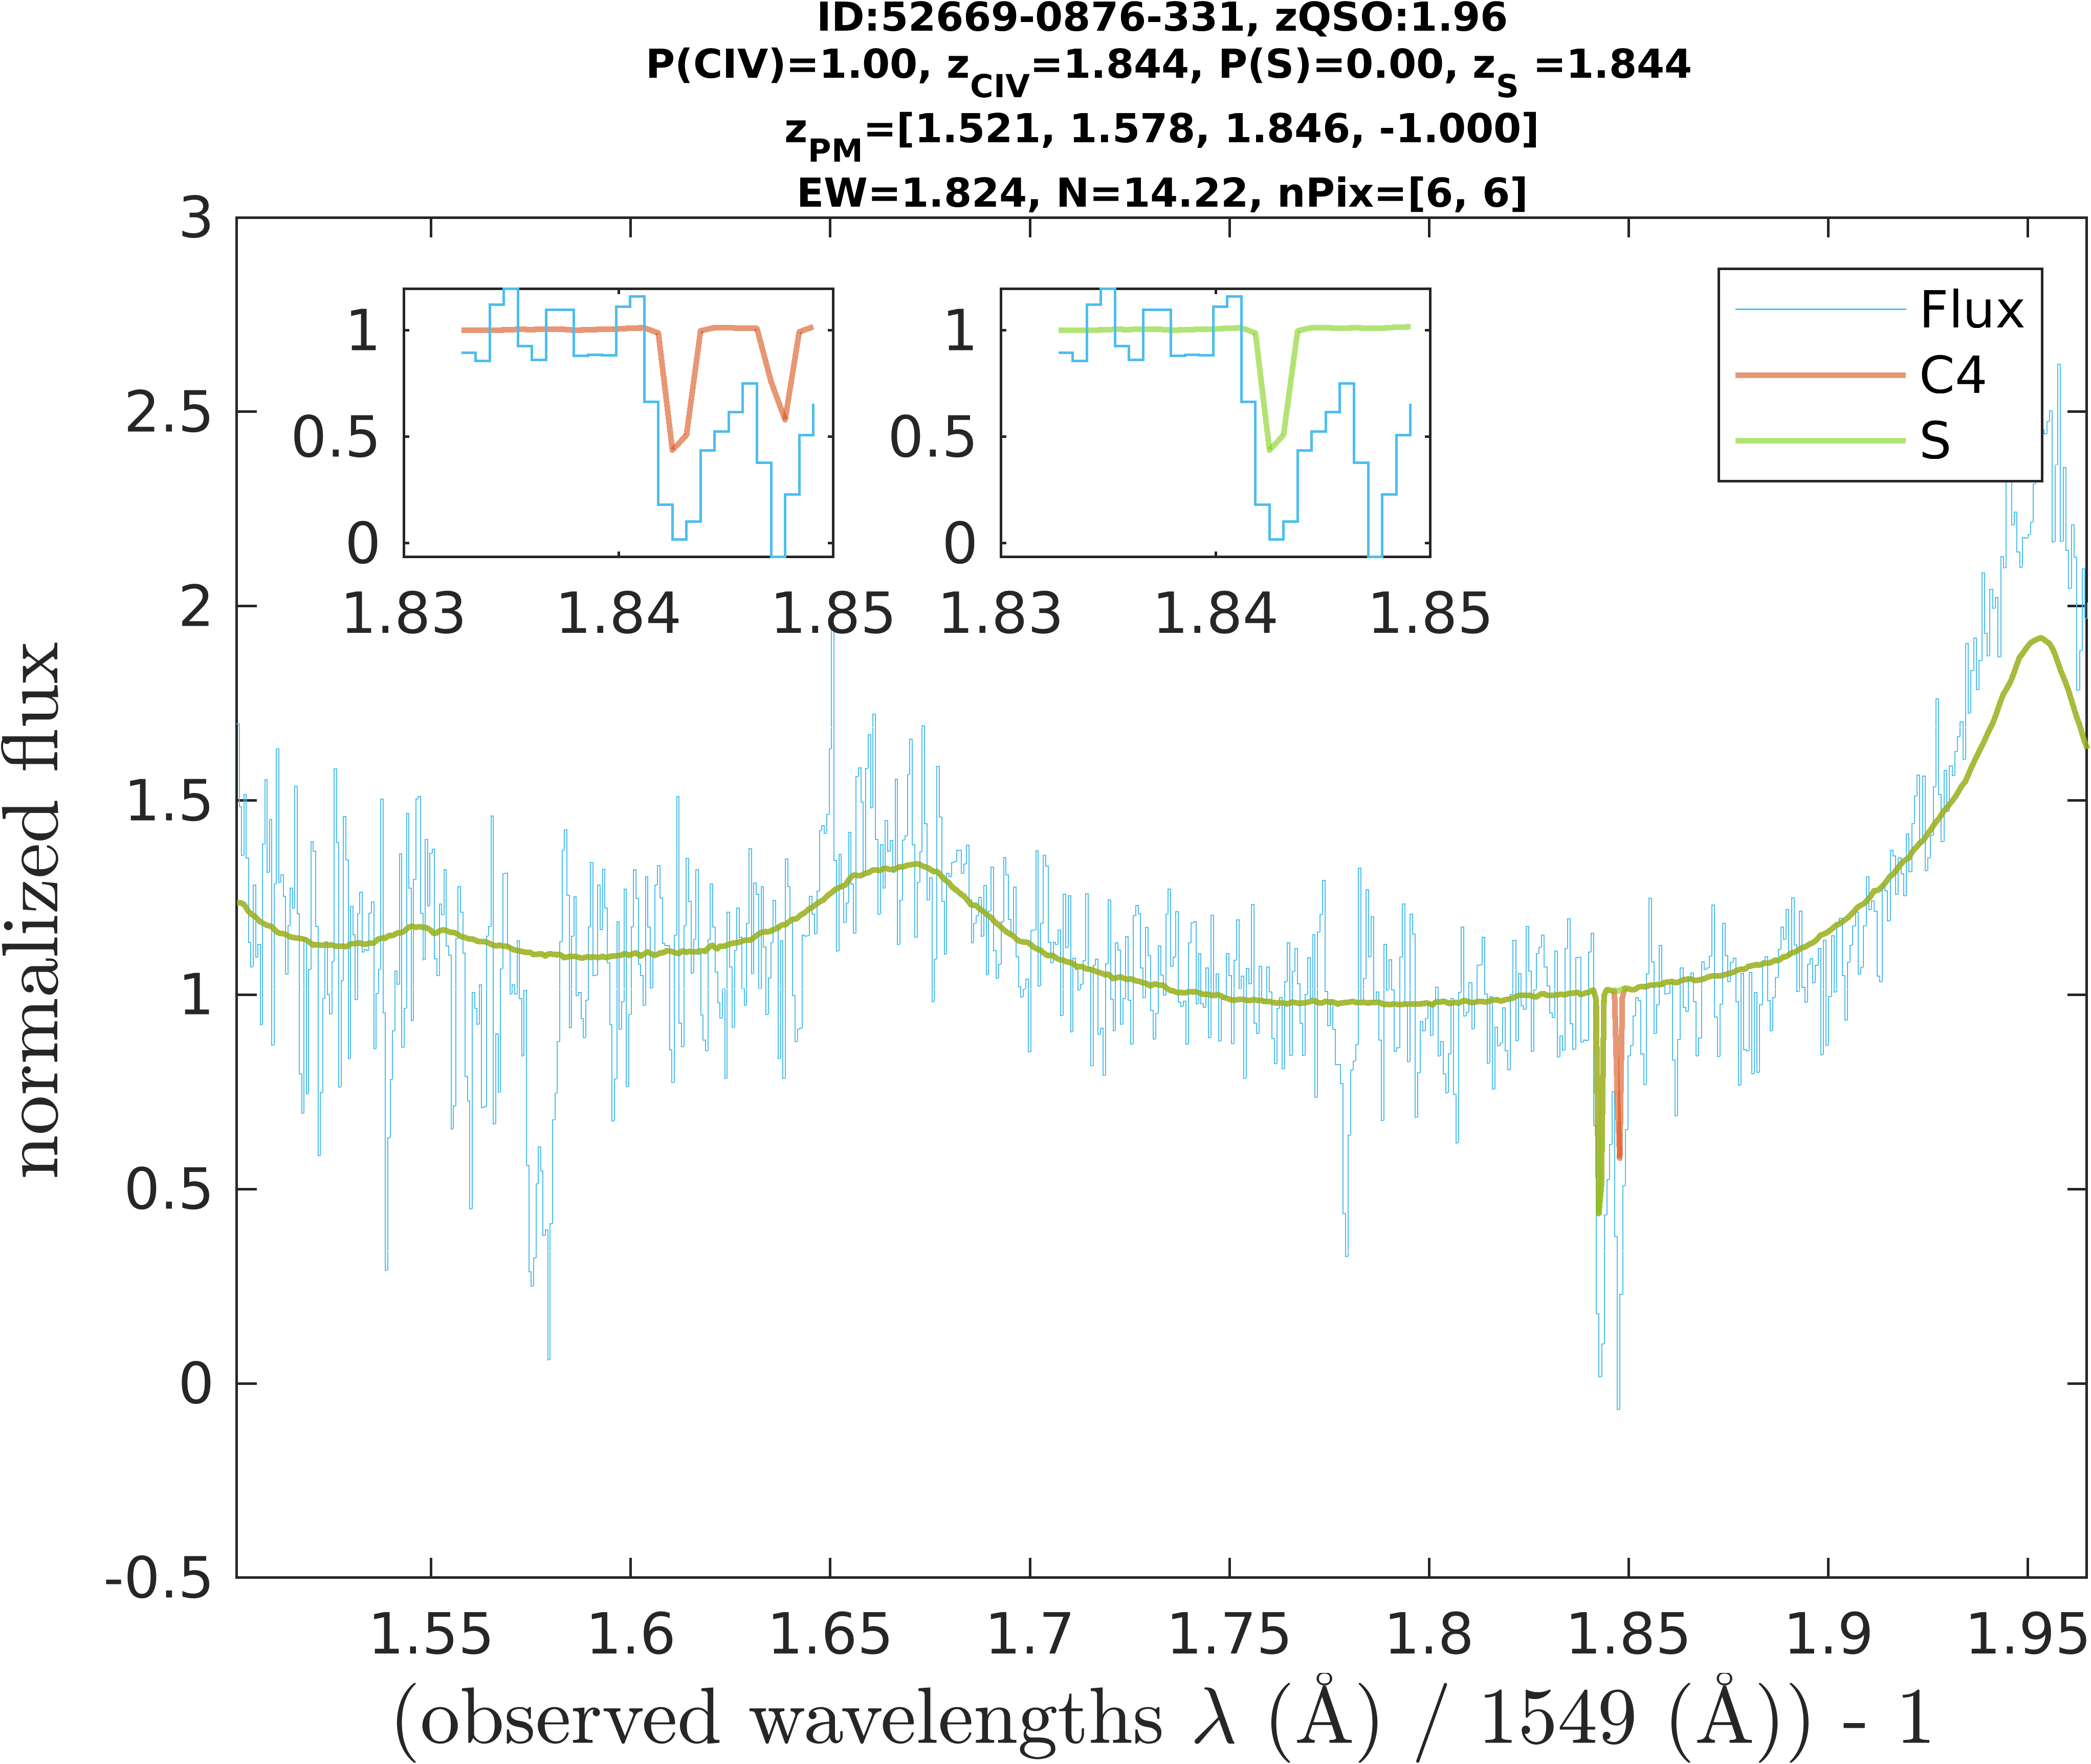 ID:52669-0876-331, zQSO:1.96
P(CIV)=1.00, zCIV=1.844, P(S)=0.00, zS =1.844
zPM=[1.521, 1.578, 1.846, -1.000]
EW=1.824, N=14.22, nPix=[6, 6]
3
2.5
2
1.5
1
0.5
0
-0.5
normalized flux
1
0.5
0
1.83 1.84 1.85
1
0.5
0
1.83 1.84 1.85
Flux
C4
S
1.55 1.6 1.65 1.7 1.75 1.8 1.85 1.9 1.95
(observed wavelengths λ (Å) / 1549 (Å)) - 1